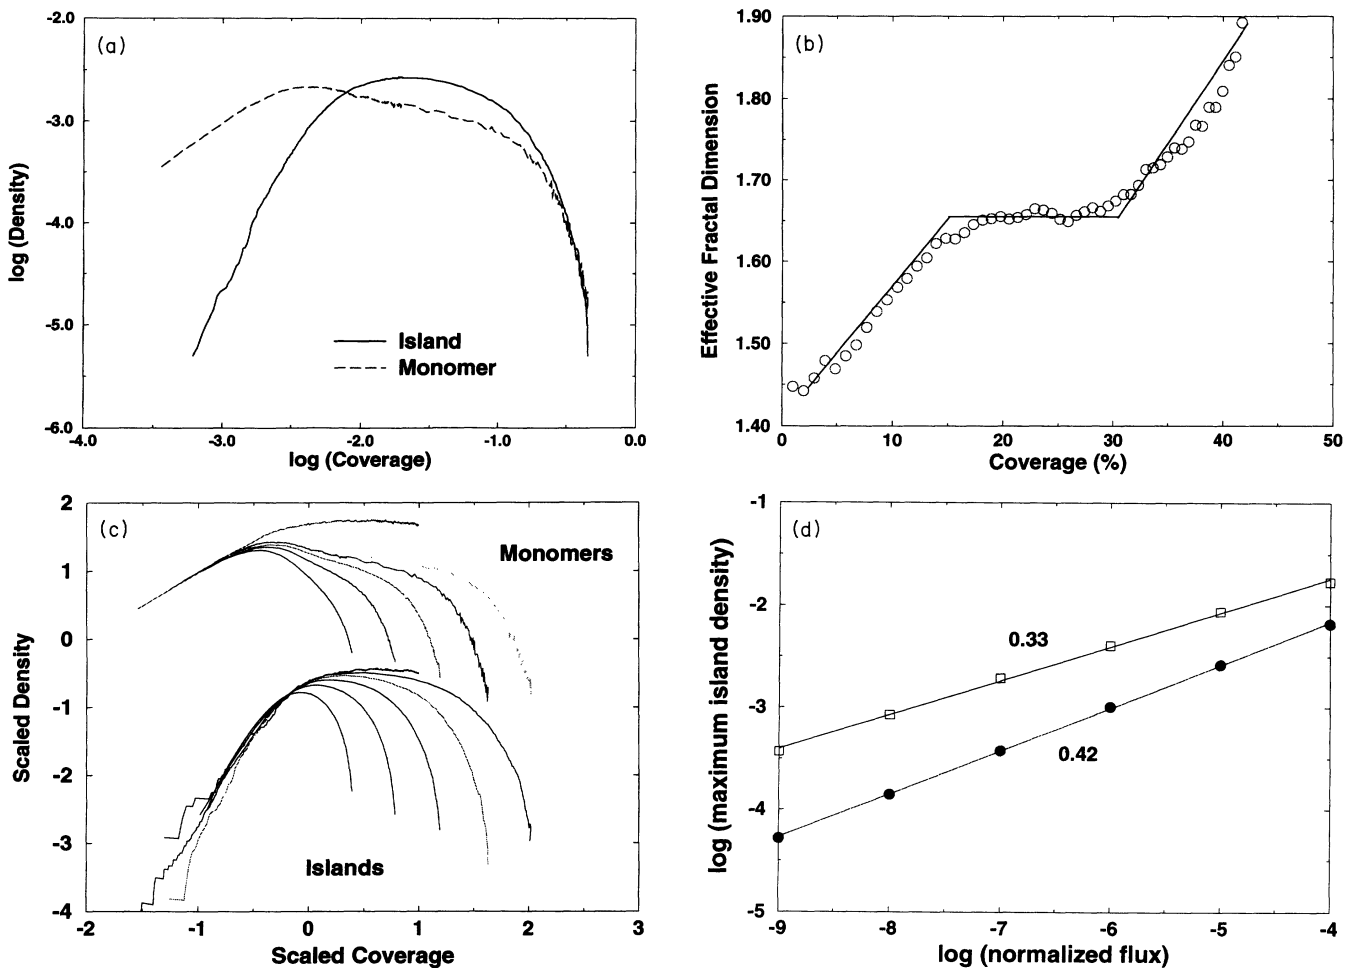 (a)
-2.0
-3.0
-4.0
-5.0
-6.0
log (Density)
Island
Monomer
-4.0 -3.0 -2.0 -1.0 0.0
log (Coverage)
(b)
1.90
1.80
1.70
1.60
1.50
1.40
Effective Fractal Dimension
0 10 20 30 40 50
Coverage (%)
(c)
2
1
0
-1
-2
-3
-4
Scaled Density
Monomers
Islands
-2 -1 0 1 2 3
Scaled Coverage
(d)
-1
-2
-3
-4
-5
log (maximum island density)
0.33
0.42
-9 -8 -7 -6 -5 -4
log (normalized flux)